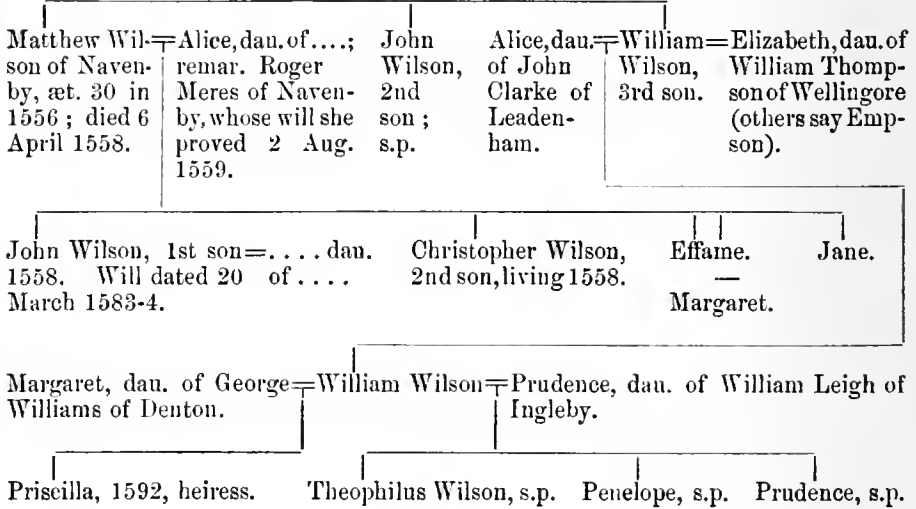 Matthew Wil-
son of Naven-
by, æt. 30 in
1556 ; died 6
April 1558.
Alice, dau. of . . . . ;
remar. Roger
Meres of Naven-
by, whose will she
proved 2 Aug.
1559.
John
Wilson,
2nd
son ;
s.p.
Alice, dau.
of John
Clarke of
Leaden-
ham.
William
Wilson,
3rd son.
Elizabeth, dau. of
William Thomp-
son of Wellingore
(others say Emp-
son).
John Wilson, 1st son=. . . . dau.
1558. Will dated 20 of . . . .
March 1583-4.
Christopher Wilson,
2nd son, living 1558.
Effame.
—
Margaret.
Jane.
Margaret, dau. of George
Williams of Denton.
William Wilson
Prudence, dau. of William Leigh of
Ingleby.
Priscilla, 1592, heiress.
Theophilus Wilson, s.p.
Penelope, s.p.
Prudence, s.p.